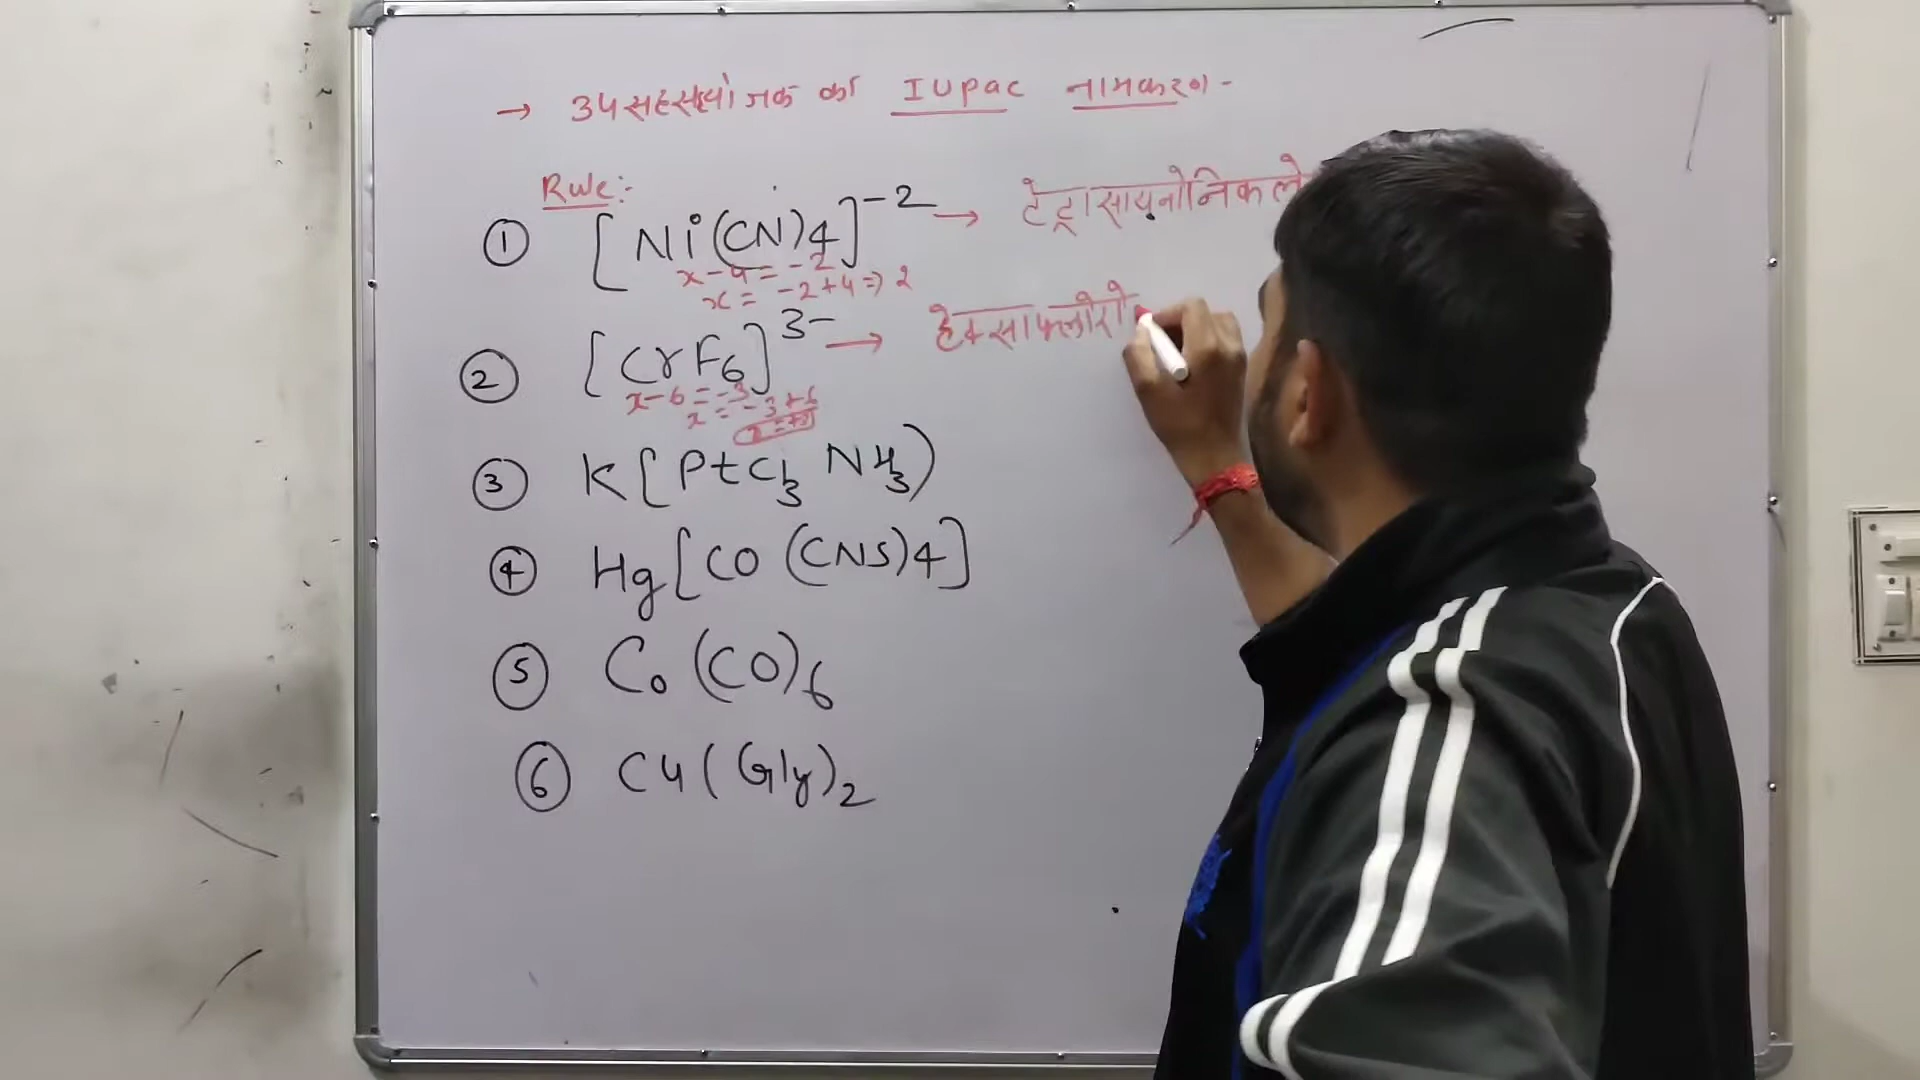 → उपसहसंयोजक का IUPAC नामकरण -
Rule:-
① [Ni(CN)4]⁻² → टेट्रासायनोनिकले
x-4=-2
x = -2+4 => 2
② [CrF6]³⁻ → हेक्साफ्लोरो
x-6=-3
x = -3+6
③ K[PtCl3 NH3)
④ Hg[CO (CNS)4]
⑤ Co(CO)6
⑥ Cu(Gly)2